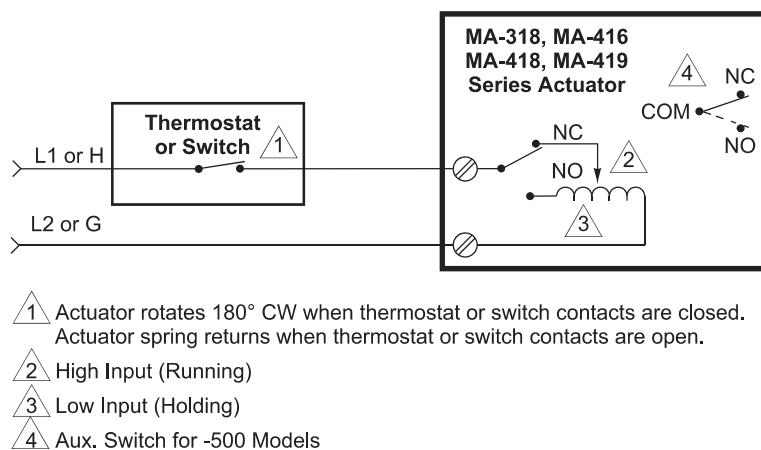 MA-318, MA-416
MA-418, MA-419
Series Actuator
4
NC
COM
NO
Thermostat
or Switch
1
L1 or H
NC
2
NO
3
L2 or G
1 Actuator rotates 180° CW when thermostat or switch contacts are closed.
Actuator spring returns when thermostat or switch contacts are open.
2 High Input (Running)
3 Low Input (Holding)
4 Aux. Switch for -500 Models